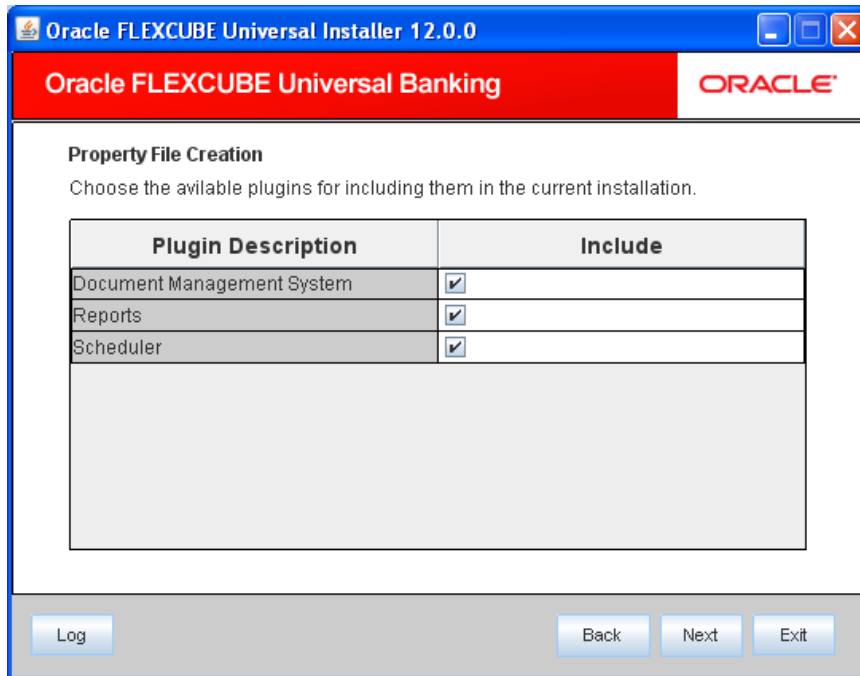 Oracle FLEXCUBE Universal Installer 12.0.0
Oracle FLEXCUBE Universal Banking
ORACLE
Property File Creation
Choose the avilable plugins for including them in the current installation.
Plugin Description Include
Document Management System
Reports
Scheduler
Log Back Next Exit